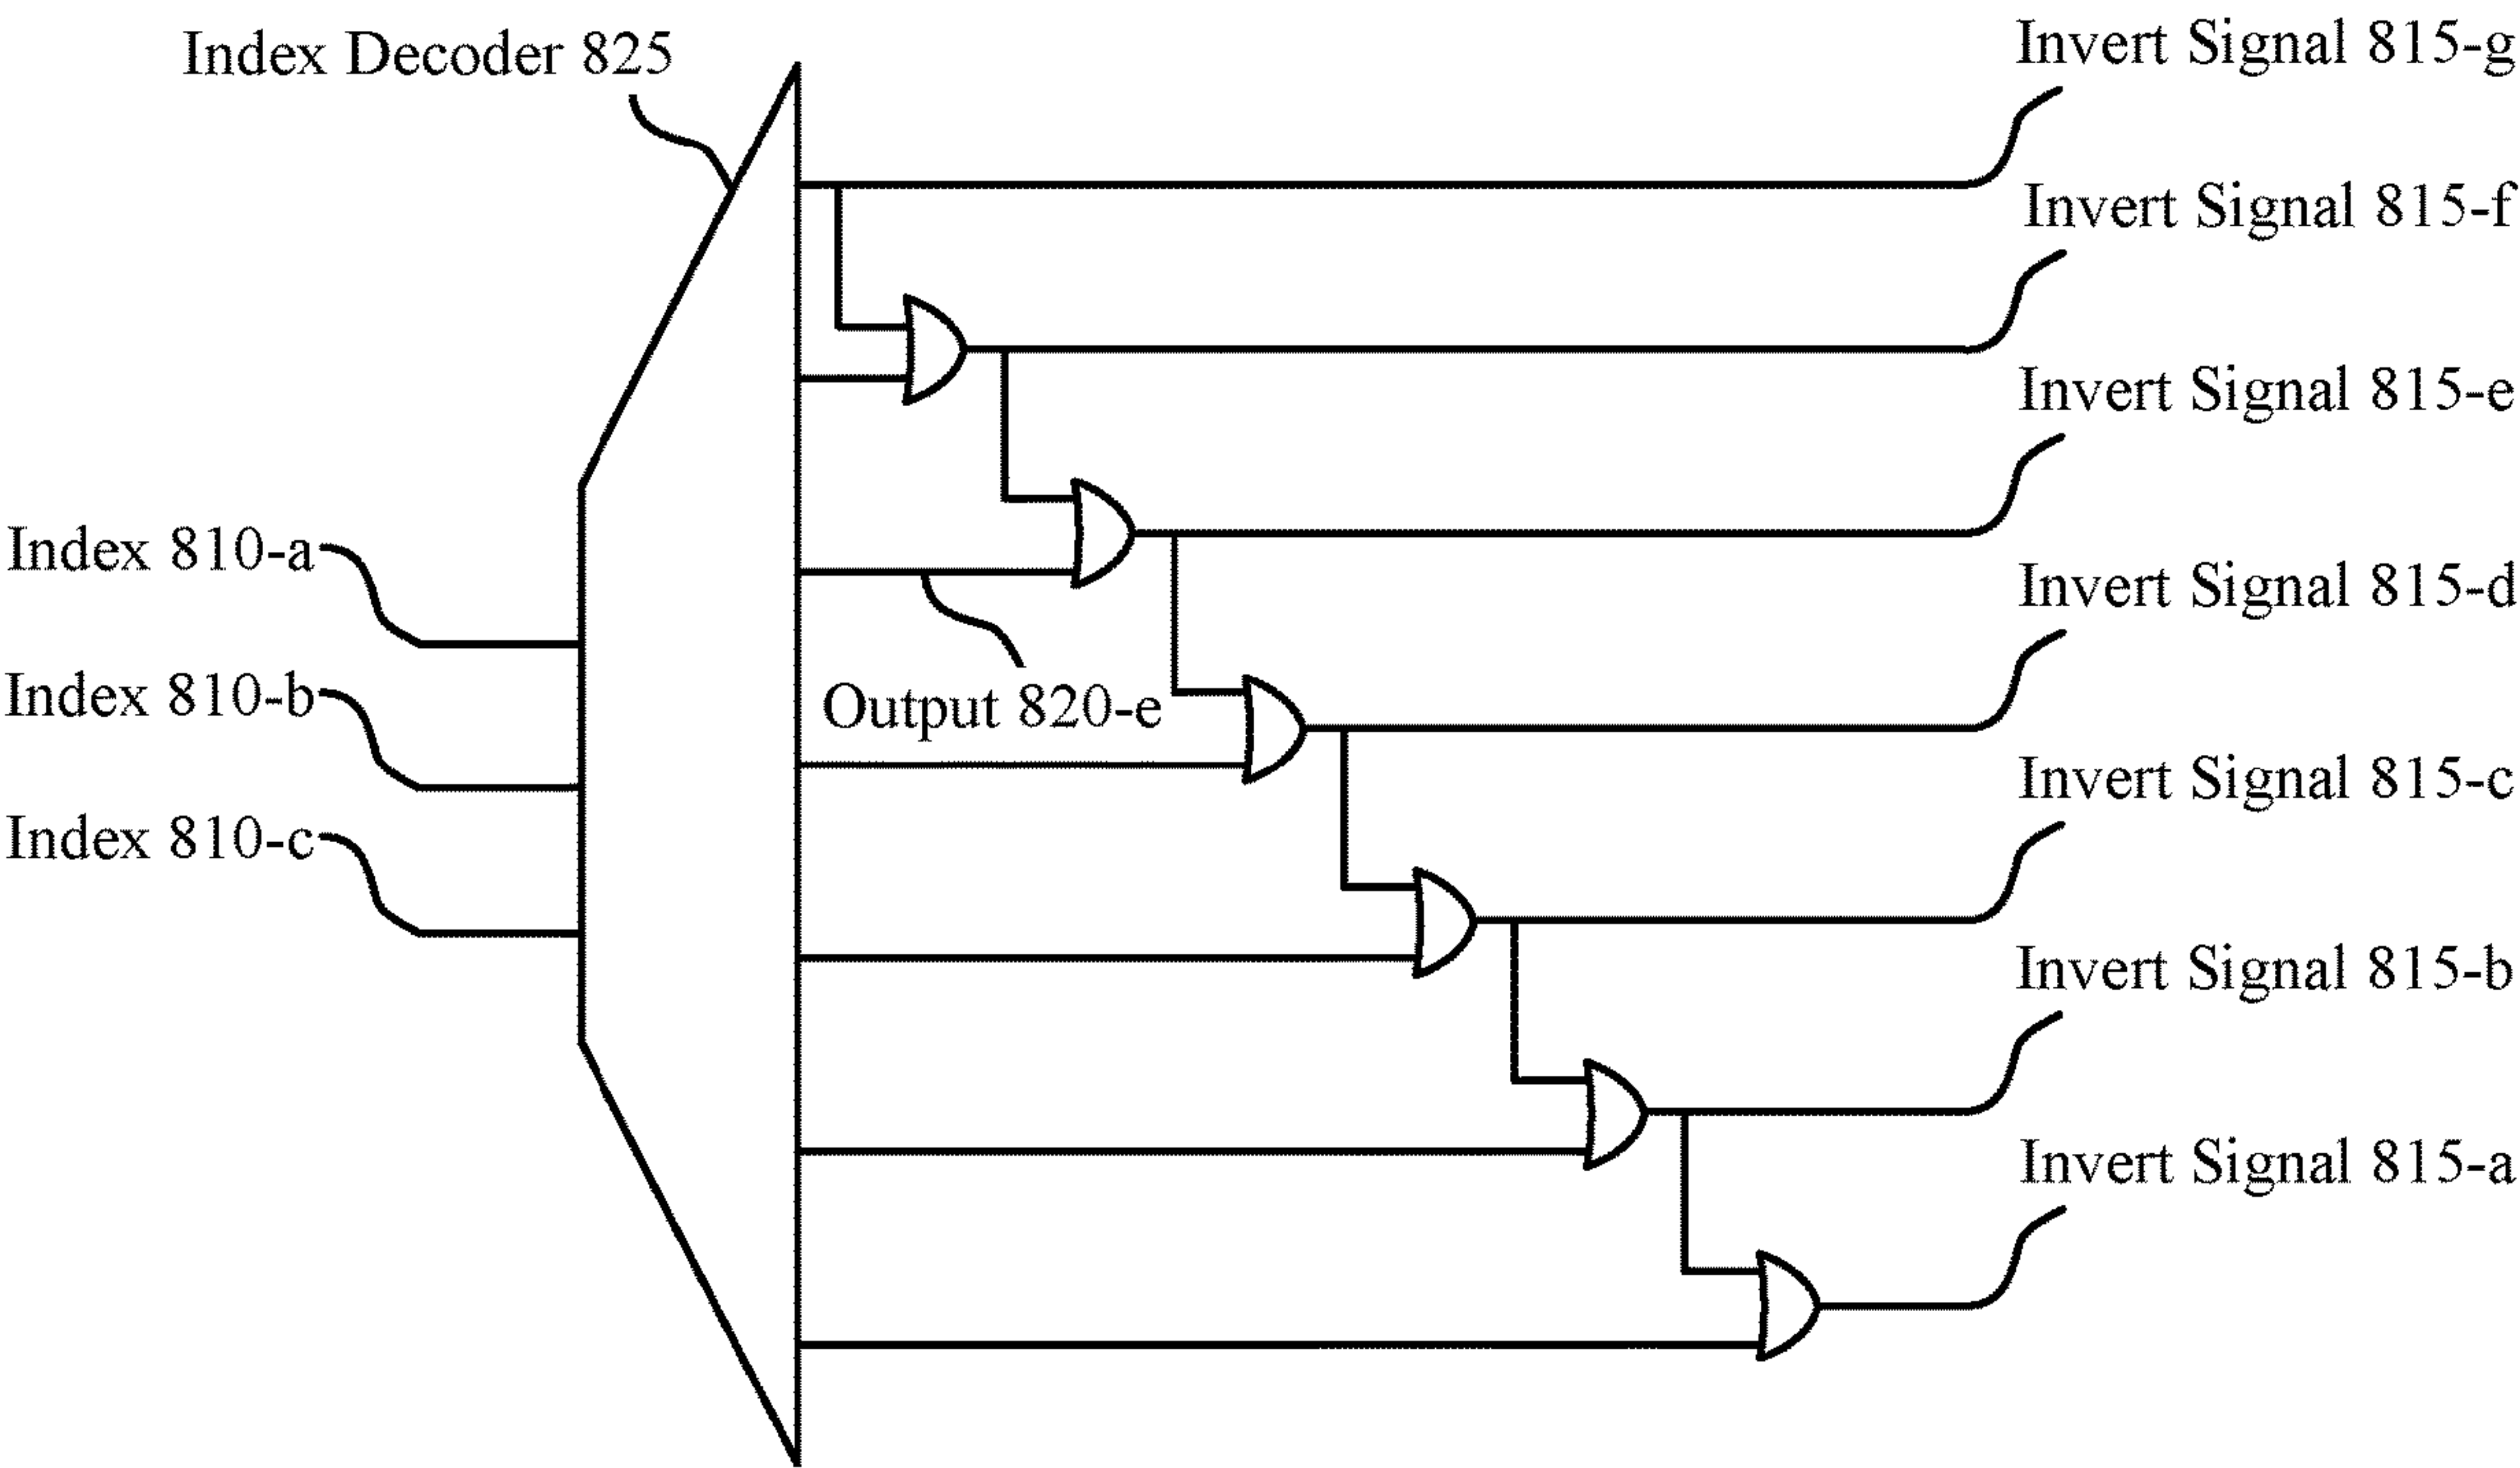 Index Decoder 825
Invert Signal 815-g
Invert Signal 815-f
Invert Signal 815-e
Index 810-a
Invert Signal 815-d
Index 810-b
Output 820-e
Invert Signal 815-c
Index 810-c
Invert Signal 815-b
Invert Signal 815-a